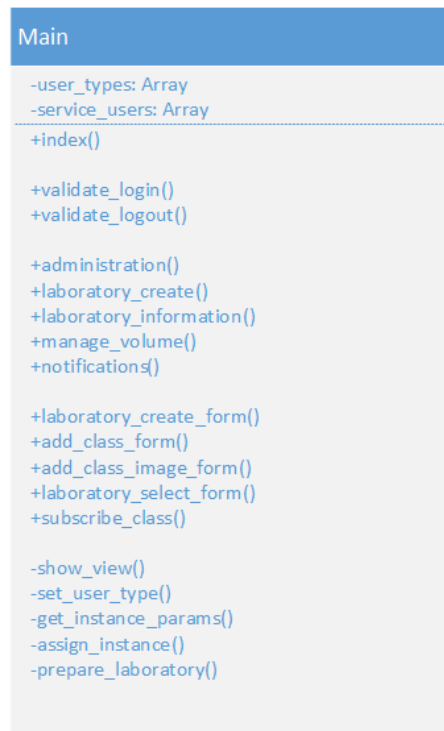 Main
-user_types: Array
-service_users: Array
+index()
+validate_login()
+validate_logout()
+administration()
+laboratory_create()
+laboratory_information()
+manage_volume()
+notifications()
+laboratory_create_form()
+add_class_form()
+add_class_image_form()
+laboratory_select_form()
+subscribe_class()
-show_view()
-set_user_type()
-get_instance_params()
-assign_instance()
-prepare_laboratory()